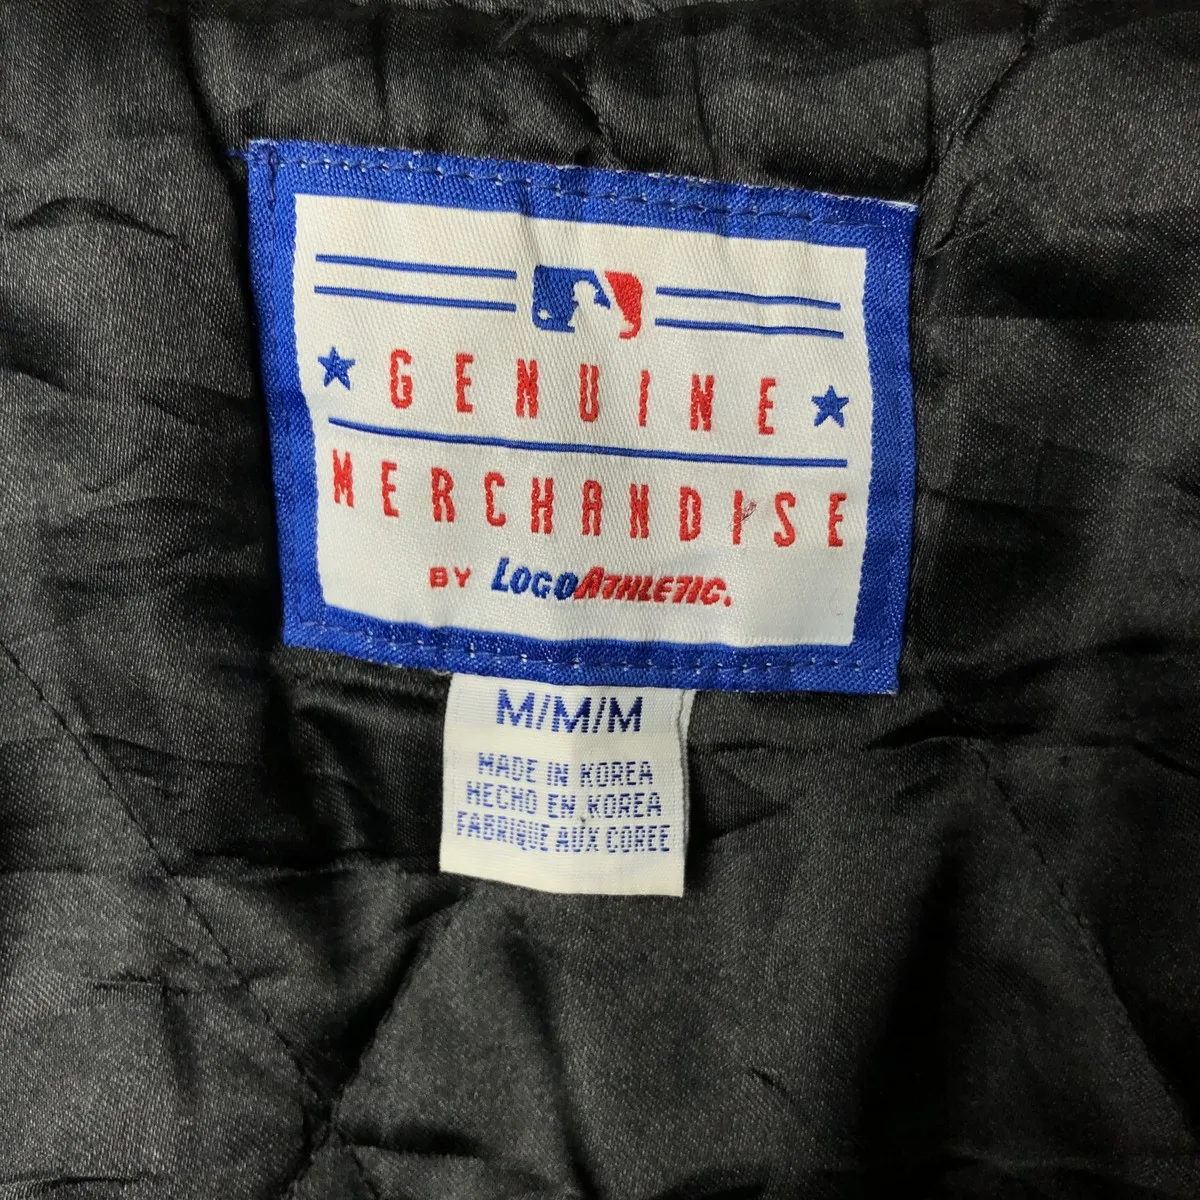 GENUINE
MERCHANDISE
BY LOGOATHLETIC.
M/M/M
MADE IN KOREA
HECHO EN KOREA
FABRIQUE AUX COREE